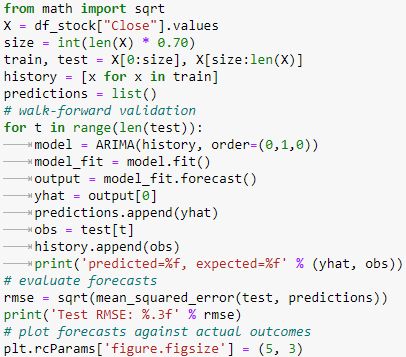 from math import sqrt
X = df_stock["Close"].values
size = int(len(X) * 0.70)
train, test = X[0:size], X[size:len(X)]
history = [x for x in train]
predictions = list()
# walk-forward validation
for t in range(len(test)):
model = ARIMA(history, order=(0,1,0))
model_fit = model.fit()
output = model_fit.forecast()
yhat = output[0]
predictions.append(yhat)
obs = test[t]
history.append(obs)
print('predicted=%f, expected=%f' % (yhat, obs))
# evaluate forecasts
rmse = sqrt(mean_squared_error(test, predictions))
print('Test RMSE: %.3f' % rmse)
# plot forecasts against actual outcomes
plt.rcParams['figure.figsize'] = (5, 3)